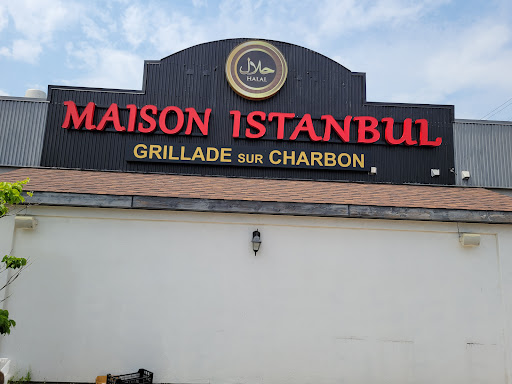 حلال
HALAL
MAISON ISTANBUL
GRILLADE SUR CHARBON